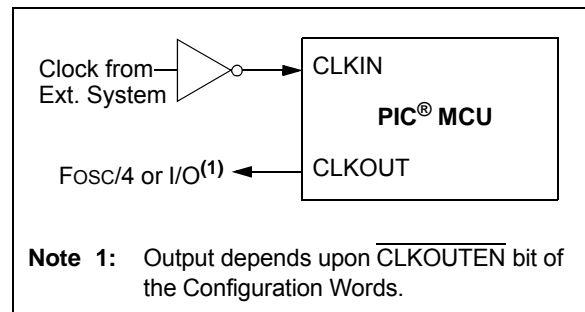 Clock from
Ext. System
CLKIN
PIC® MCU
FOSC/4 or I/O(1)
CLKOUT
Note 1: Output depends upon CLKOUTEN bit of
the Configuration Words.